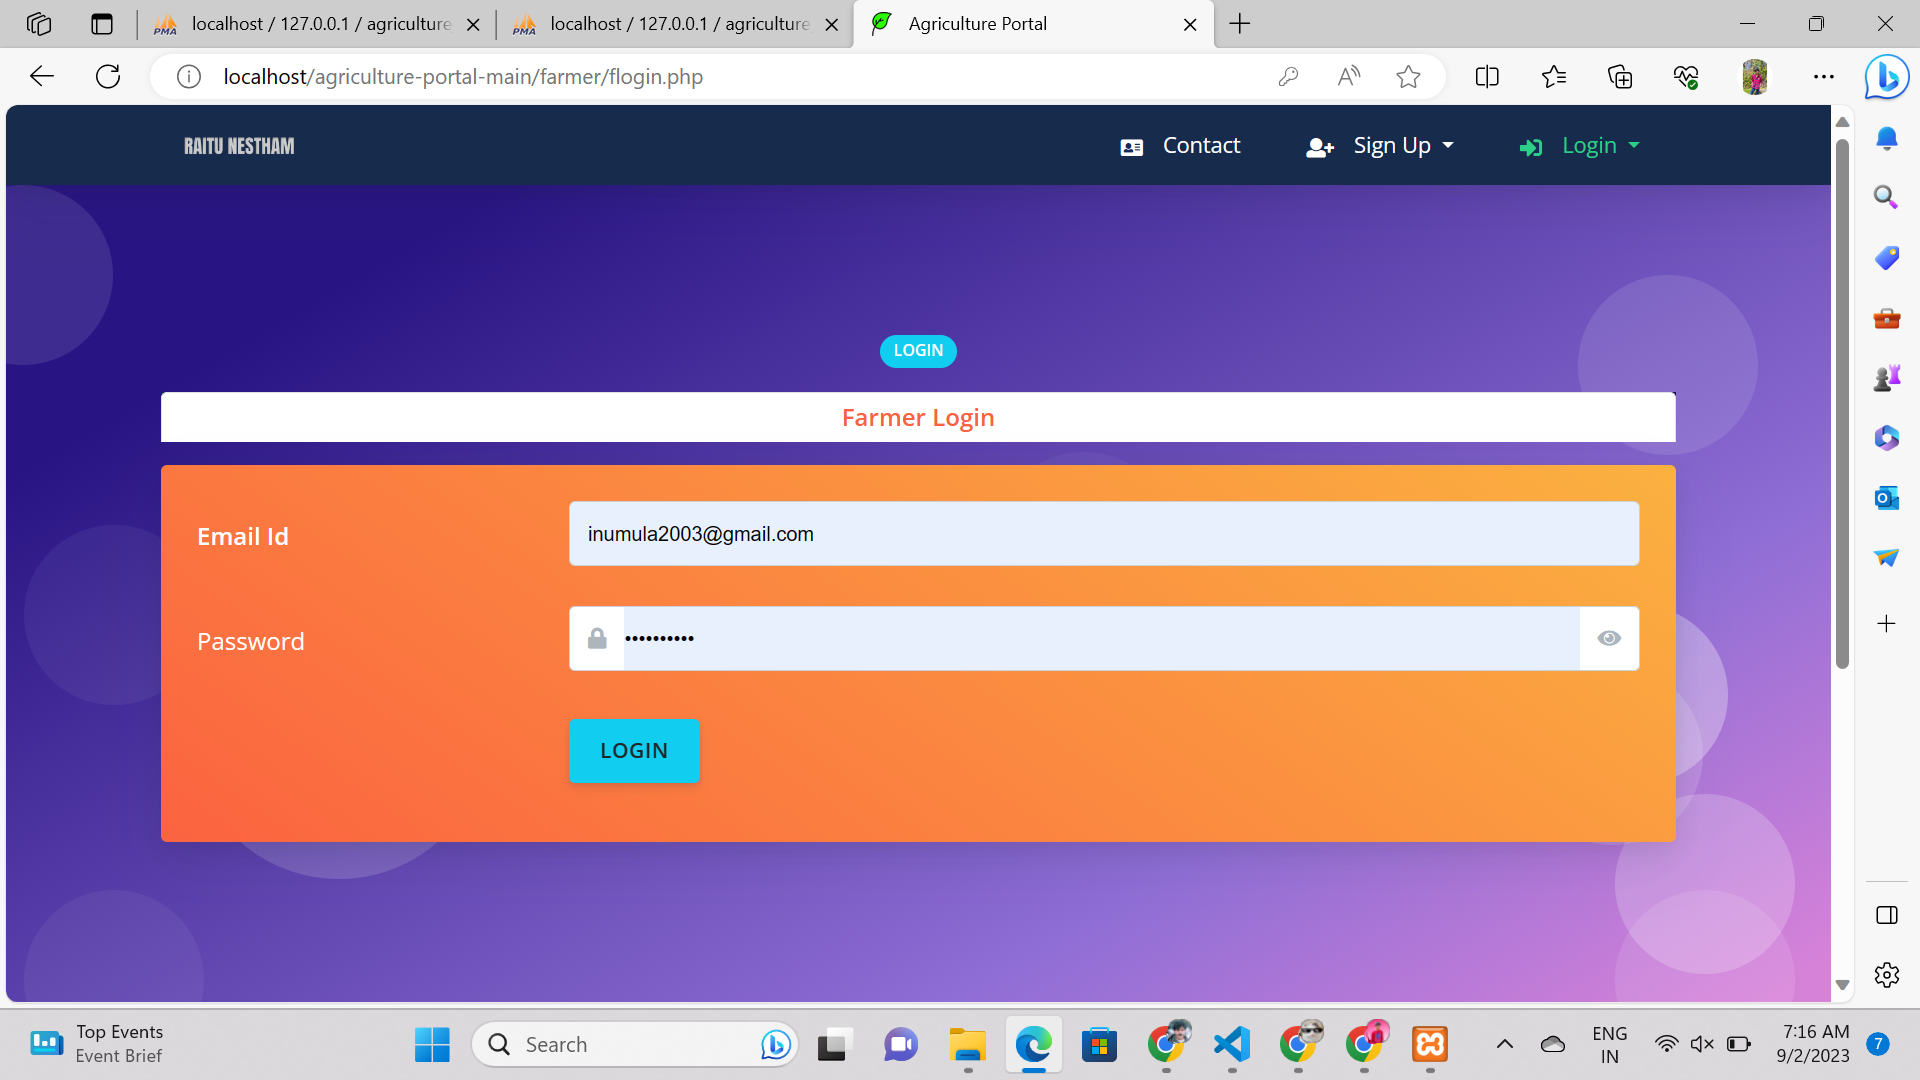 localhost / 127.0.0.1 / agriculture
localhost / 127.0.0.1 / agriculture
Agriculture Portal
localhost/agriculture-portal-main/farmer/flogin.php
RAITU NESTHAM
Contact
Sign Up
Login
LOGIN
Farmer Login
Email Id
inumula2003@gmail.com
Password
••••••••••
LOGIN
Top Events
Event Brief
Search
ENG
IN
7:16 AM
9/2/2023
7